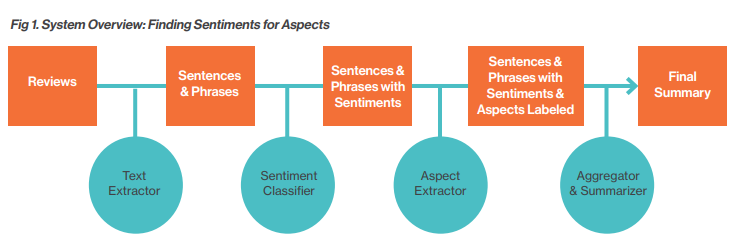 Fig 1. System Overview: Finding Sentiments for Aspects
Reviews
Sentences
& Phrases
Sentences &
Phrases with
Sentiments
Sentences &
Phrases with
Sentiments &
Aspects Labeled
Final
Summary
Text
Extractor
Sentiment
Classifier
Aspect
Extractor
Aggregator
& Summarizer